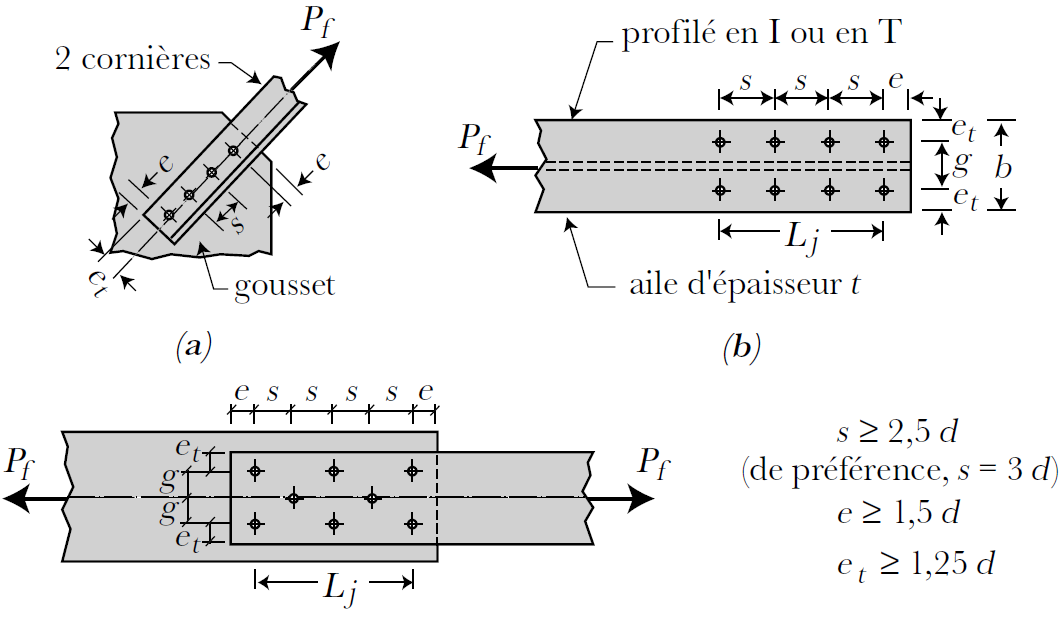 P_f
2 cornières
e
e
s
e_t
gousset
(a)
profilé en I ou en T
s s s e
P_f
e_t
g b
e_t
L_j
aile d'épaisseur t
(b)
e s s s s e
e_t
P_f g P_f
g
e_t
L_j
s ≥ 2,5 d
(de préférence, s = 3 d)
e ≥ 1,5 d
e_t ≥ 1,25 d